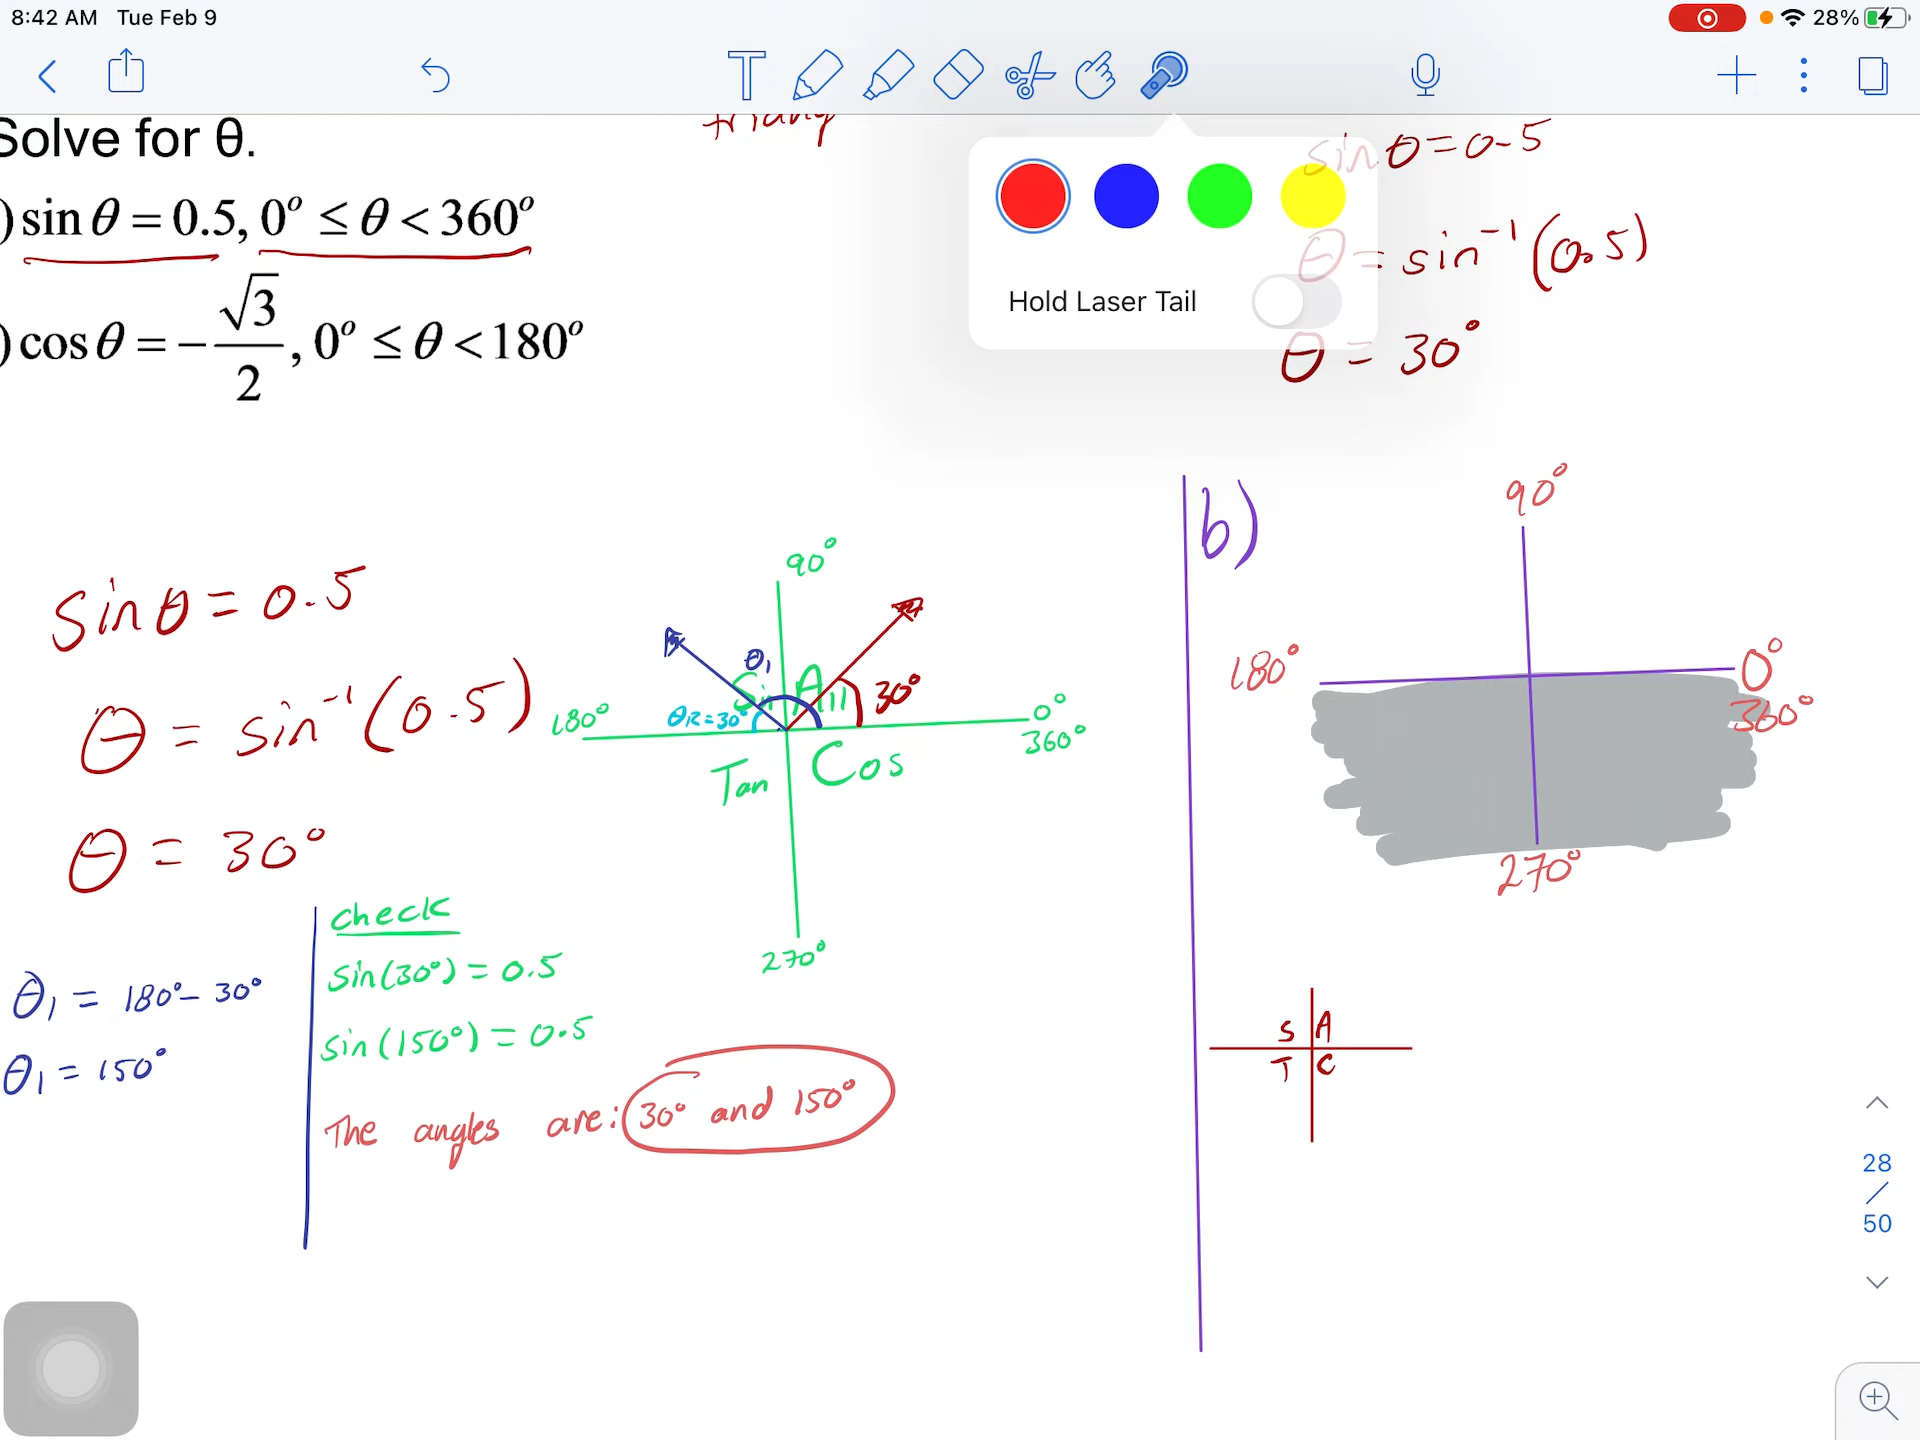 8:42 AM Tue Feb 9
28%
Solve for θ.
) sin θ = 0.5, 0° ≤ θ < 360°
) cos θ = -√3/2, 0° ≤ θ < 180°
Hold Laser Tail
sin θ = 0.5
θ = sin⁻¹(0.5)
θ = 30°
sin θ = 0.5
θ = sin⁻¹(0.5)
θ = 30°
90°
θ₁
Sin
All
30°
θR = 30°
180°
0°
360°
Tan
Cos
270°
θ₁ = 180° - 30°
θ₁ = 150°
check
sin(30°) = 0.5
sin(150°) = 0.5
The angles are: 30° and 150°
b)
90°
180°
0°
360°
270°
S A
T C
28
/
50